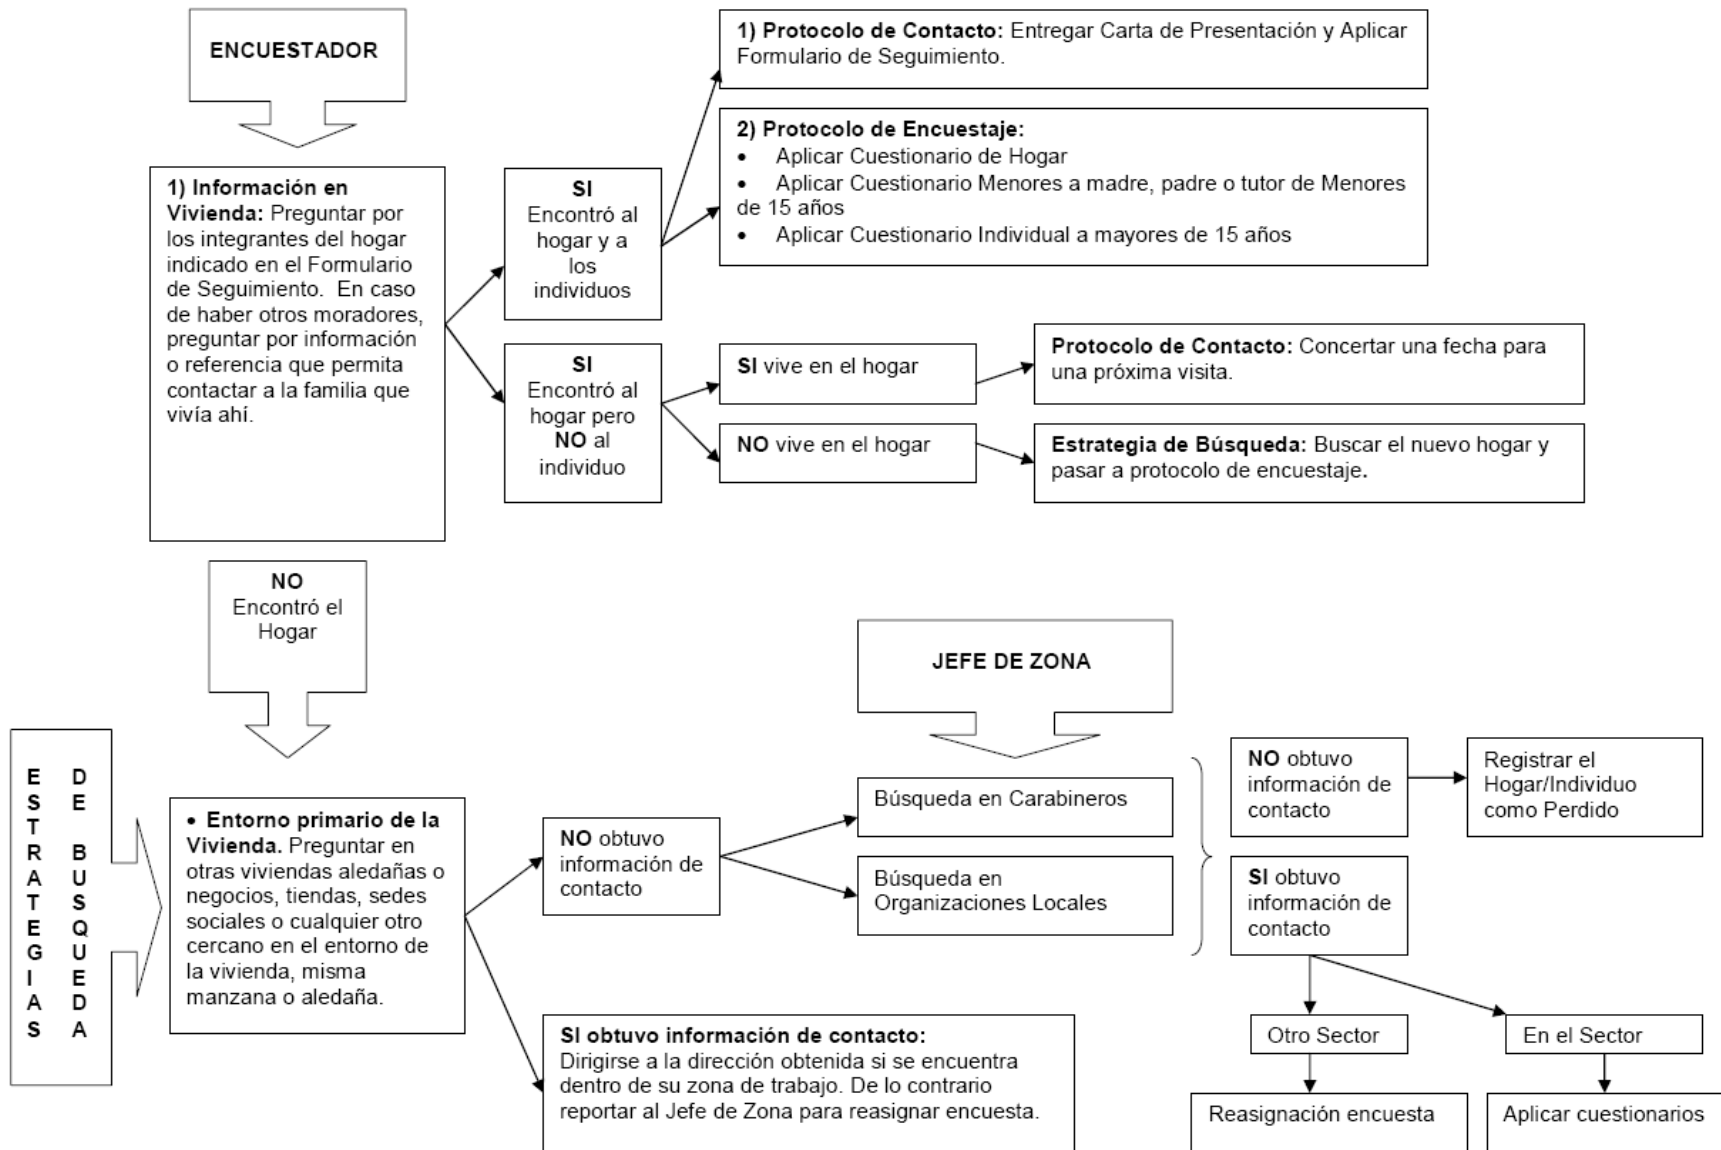 ENCUESTADOR
1) Protocolo de Contacto: Entregar Carta de Presentación y Aplicar
Formulario de Seguimiento.
2) Protocolo de Encuestaje:
• Aplicar Cuestionario de Hogar
• Aplicar Cuestionario Menores a madre, padre o tutor de Menores
de 15 años
• Aplicar Cuestionario Individual a mayores de 15 años
1) Información en
Vivienda: Preguntar por
los integrantes del hogar
indicado en el Formulario
de Seguimiento. En caso
de haber otros moradores,
preguntar por información
o referencia que permita
contactar a la familia que
vivía ahí.
SI
Encontró al
hogar y a
los
individuos
SI
Encontró al
hogar pero
NO al
individuo
SI vive en el hogar
Protocolo de Contacto: Concertar una fecha para
una próxima visita.
NO vive en el hogar
Estrategia de Búsqueda: Buscar el nuevo hogar y
pasar a protocolo de encuestaje.
NO
Encontró el
Hogar
JEFE DE ZONA
ESTRATEGIAS
DE BUSQUEDA
• Entorno primario de la
Vivienda. Preguntar en
otras viviendas aledañas o
negocios, tiendas, sedes
sociales o cualquier otro
cercano en el entorno de
la vivienda, misma
manzana o aledaña.
NO obtuvo
información de
contacto
Búsqueda en Carabineros
Búsqueda en
Organizaciones Locales
NO obtuvo
información de
contacto
Registrar el
Hogar/Individuo
como Perdido
SI obtuvo
información de
contacto
SI obtuvo información de contacto:
Dirigirse a la dirección obtenida si se encuentra
dentro de su zona de trabajo. De lo contrario
reportar al Jefe de Zona para reasignar encuesta.
Otro Sector
En el Sector
Reasignación encuesta
Aplicar cuestionarios